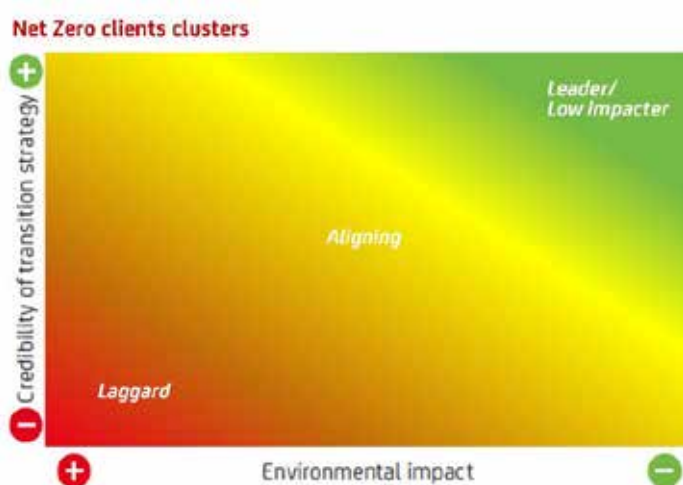 Net Zero clients clusters
+
Credibility of transition strategy
−
Leader/
Low Impacter
Aligning
Laggard
+
Environmental impact
−